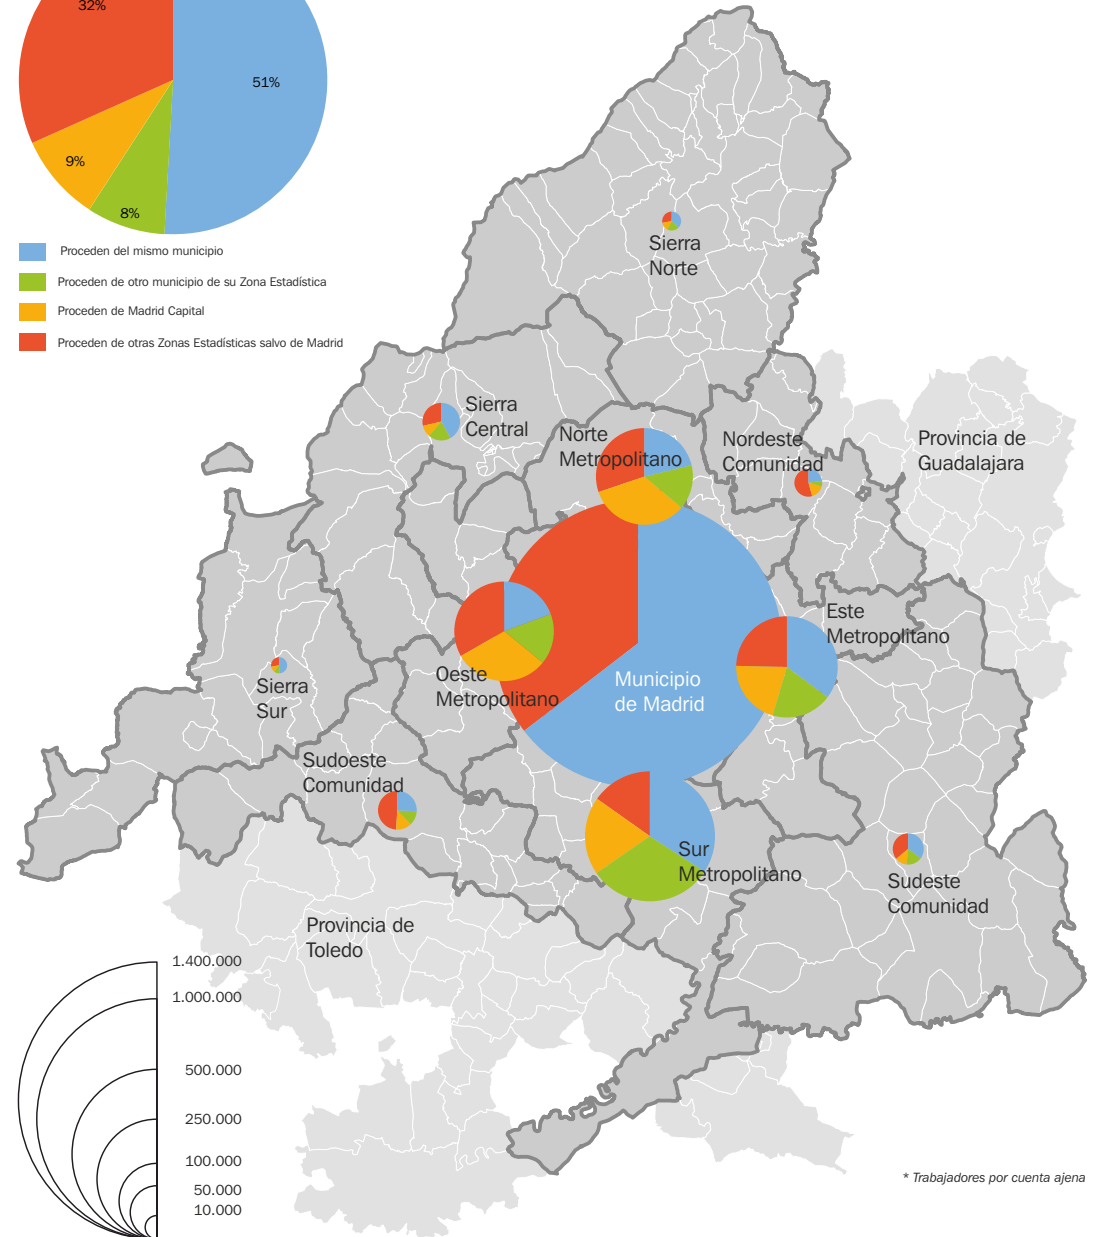 32%
51%
9%
8%
Proceden del mismo municipio
Proceden de otro municipio de su Zona Estadística
Proceden de Madrid Capital
Proceden de otras Zonas Estadísticas salvo de Madrid
Sierra
Norte
Sierra
Central
Norte
Metropolitano
Nordeste
Comunidad
Provincia de
Guadalajara
Este
Metropolitano
Oeste
Metropolitano
Municipio
de Madrid
Sierra
Sur
Sudoeste
Comunidad
Sur
Metropolitano
Sudeste
Comunidad
Provincia de
Toledo
1.400.000
1.000.000
500.000
250.000
100.000
50.000
10.000
* Trabajadores por cuenta ajena